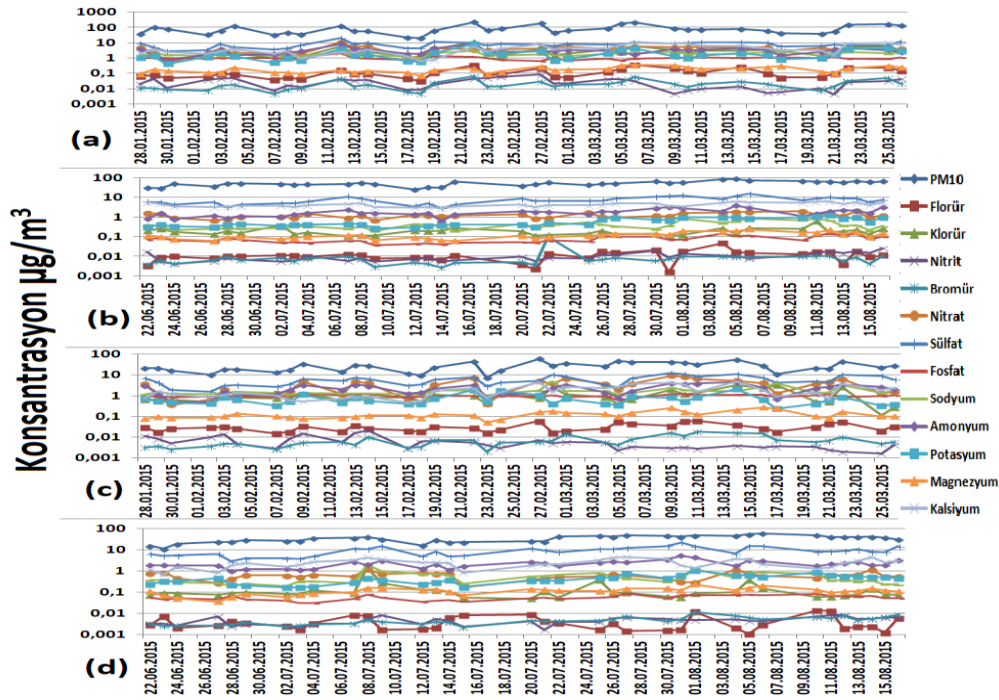 Konsantrasyon µg/m³
1000
100
10
1
0,1
0,01
0,001
28.01.2015 30.01.2015 01.02.2015 03.02.2015 05.02.2015 07.02.2015 09.02.2015 11.02.2015 13.02.2015 15.02.2015 17.02.2015 19.02.2015 21.02.2015 23.02.2015 25.02.2015 27.02.2015 01.03.2015 03.03.2015 05.03.2015 07.03.2015 09.03.2015 11.03.2015 13.03.2015 15.03.2015 17.03.2015 19.03.2015 21.03.2015 23.03.2015 25.03.2015
(a)
100
10
1
0,1
0,01
0,001
22.06.2015 24.06.2015 26.06.2015 28.06.2015 30.06.2015 02.07.2015 04.07.2015 06.07.2015 08.07.2015 10.07.2015 12.07.2015 14.07.2015 16.07.2015 18.07.2015 20.07.2015 22.07.2015 24.07.2015 26.07.2015 28.07.2015 30.07.2015 01.08.2015 03.08.2015 05.08.2015 07.08.2015 09.08.2015 11.08.2015 13.08.2015 15.08.2015
(b)
100
10
1
0,1
0,01
0,001
28.01.2015 30.01.2015 01.02.2015 03.02.2015 05.02.2015 07.02.2015 09.02.2015 11.02.2015 13.02.2015 15.02.2015 17.02.2015 19.02.2015 21.02.2015 23.02.2015 25.02.2015 27.02.2015 01.03.2015 03.03.2015 05.03.2015 07.03.2015 09.03.2015 11.03.2015 13.03.2015 15.03.2015 17.03.2015 19.03.2015 21.03.2015 23.03.2015 25.03.2015
(c)
100
10
1
0,1
0,01
0,001
22.06.2015 24.06.2015 26.06.2015 28.06.2015 30.06.2015 02.07.2015 04.07.2015 06.07.2015 08.07.2015 10.07.2015 12.07.2015 14.07.2015 16.07.2015 18.07.2015 20.07.2015 22.07.2015 24.07.2015 26.07.2015 28.07.2015 30.07.2015 01.08.2015 03.08.2015 05.08.2015 07.08.2015 09.08.2015 11.08.2015 13.08.2015 15.08.2015
(d)
PM10
Florür
Klorür
Nitrit
Bromür
Nitrat
Sülfat
Fosfat
Sodyum
Amonyum
Potasyum
Magnezyum
Kalsiyum